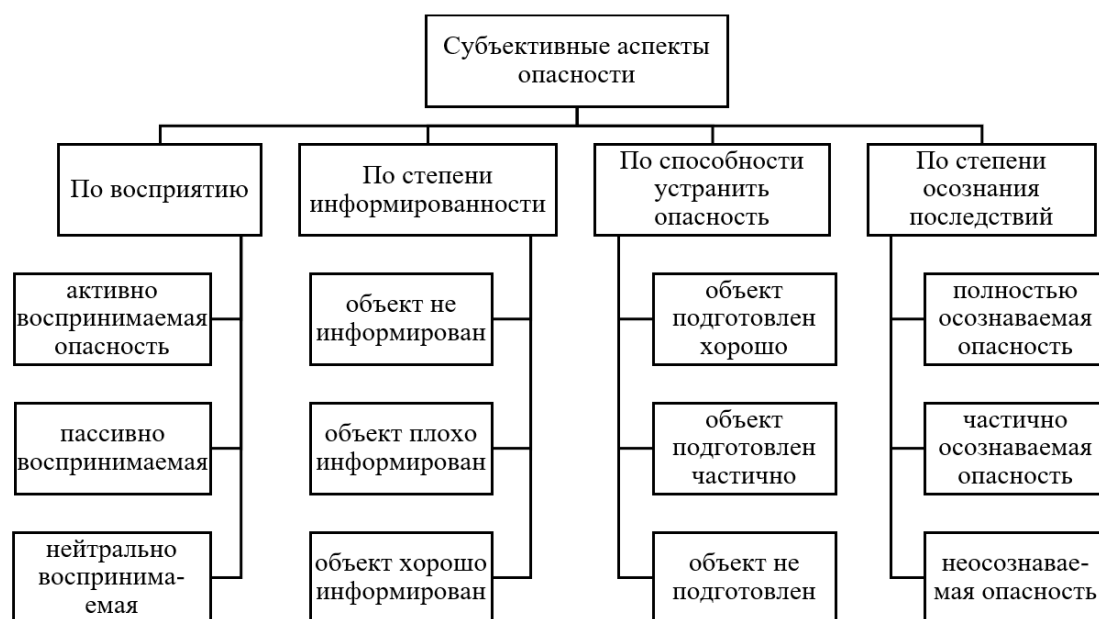 Субъективные аспекты
опасности
По восприятию
По степени
информированности
По способности
устранить
опасность
По степени
осознания
последствий
активно
воспринимаемая
опасность
объект не
информирован
объект
подготовлен
хорошо
полностью
осознаваемая
опасность
пассивно
воспринимаемая
объект плохо
информирован
объект
подготовлен
частично
частично
осознаваемая
опасность
нейтрально
воспринима-
емая
объект хорошо
информирован
объект не
подготовлен
неосознавае-
мая опасность